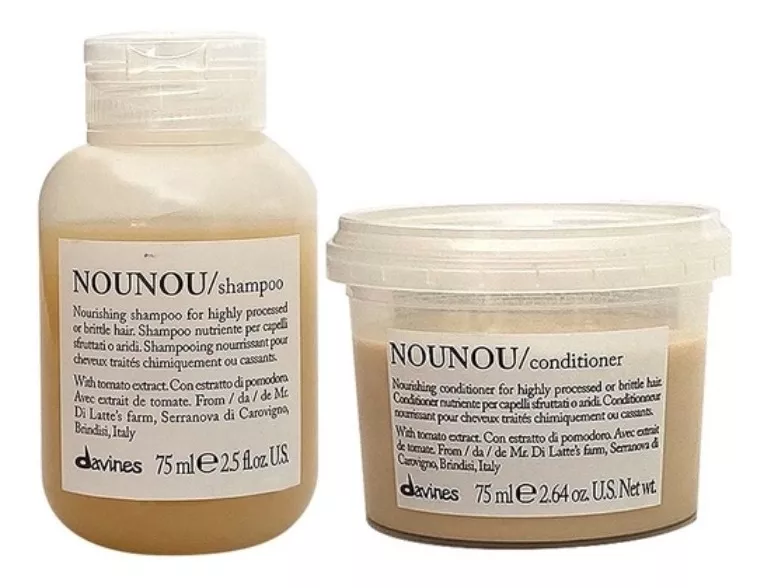 NOUNOU/shampoo
Nourishing shampoo for highly processed
or brittle hair. Shampoo nutriente per capelli
sfruttati o aridi. Shampooing nourrissant pour
cheveux traités chimiquement ou cassants.
With tomato extract. Con estratto di pomodoro.
Avec extrait de tomate. From / da / de Mr.
Di Latte's farm, Serranova di Carovigno,
Brindisi, Italy
davines 75 ml e 2.5 fl.oz. U.S.
NOUNOU/conditioner
Nourishing conditioner for highly processed or brittle hair.
Conditioner nutriente per capelli sfruttati o aridi. Conditionneur
nourrissant pour cheveux traités chimiquement ou cassants.
With tomato extract. Con estratto di pomodoro. Avec extrait
de tomate. From / da / de Mr. Di Latte's farm, Serranova di
Carovigno, Brindisi, Italy
davines 75 ml e 2.64 oz. U.S. Net wt.